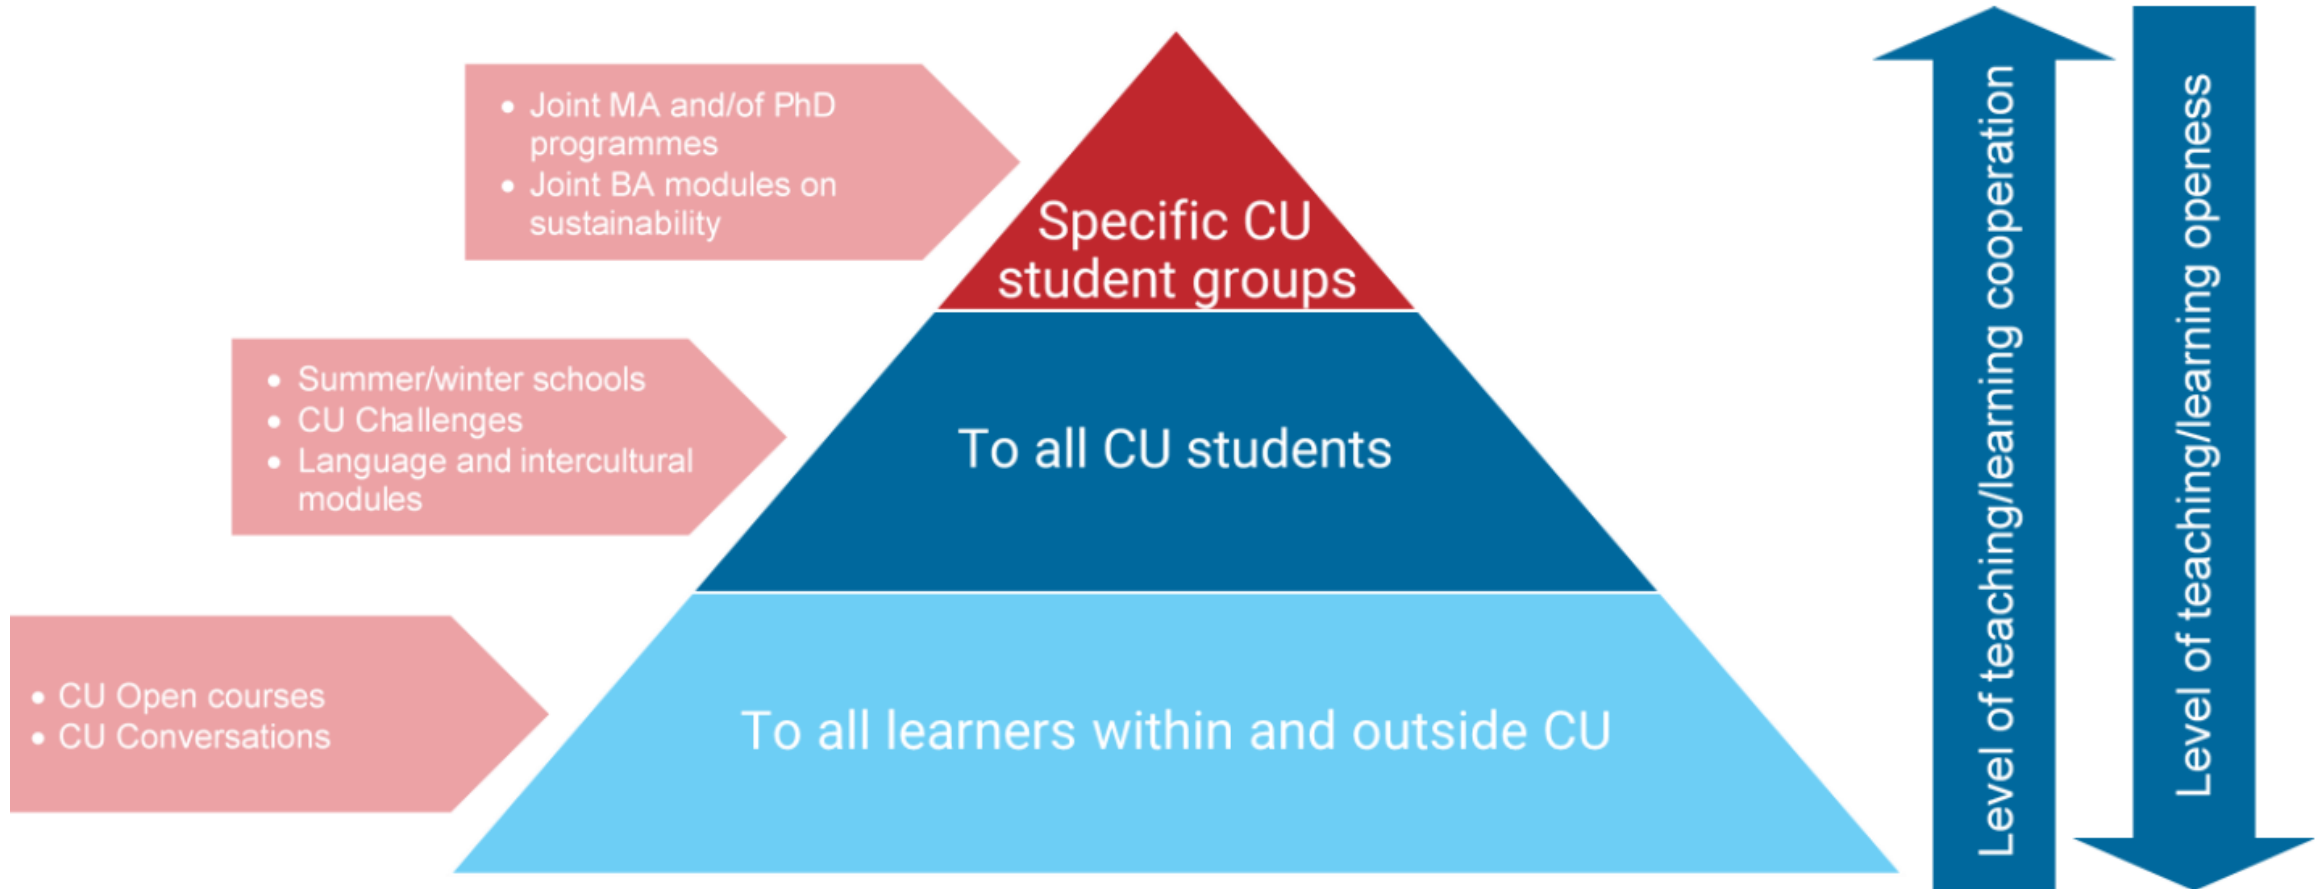 • Joint MA and/of PhD
programmes
• Joint BA modules on
sustainability
Specific CU
student groups
• Summer/winter schools
• CU Challenges
• Language and intercultural
modules
To all CU students
• CU Open courses
• CU Conversations
To all learners within and outside CU
Level of teaching/learning cooperation
Level of teaching/learning openess